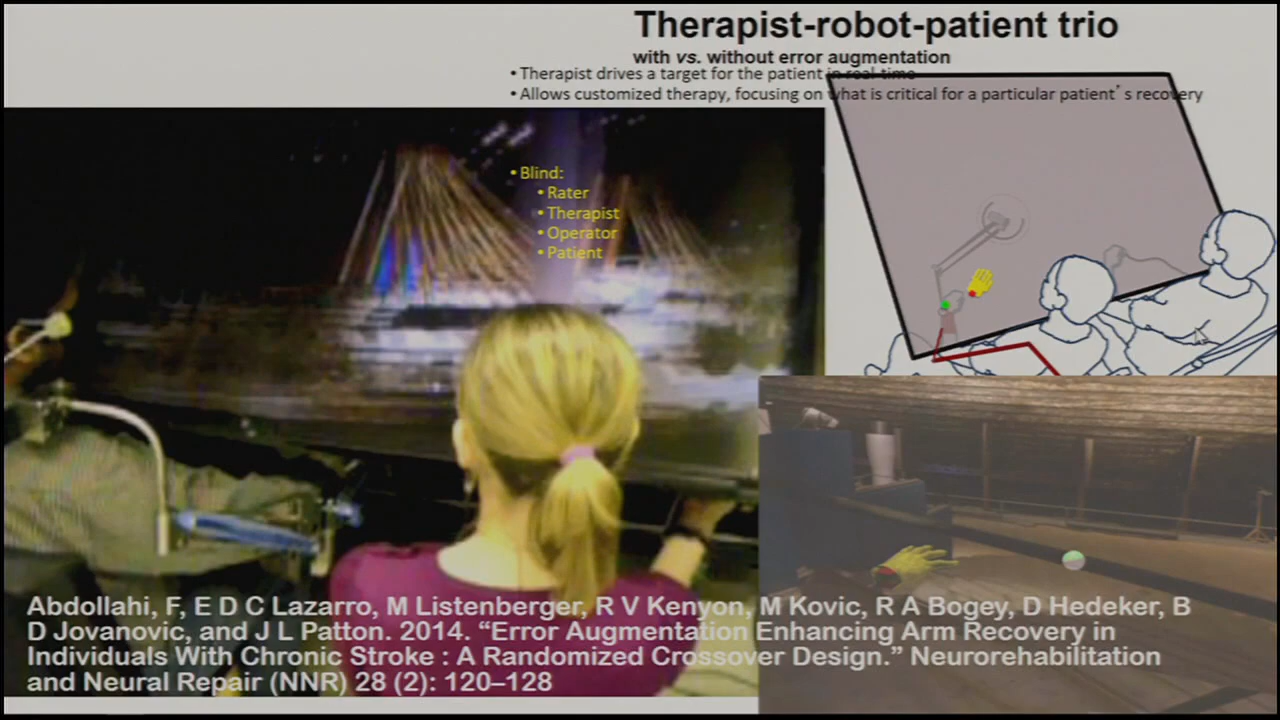 Therapist-robot-patient trio
with vs. without error augmentation
• Therapist drives a target for the patient in real time
• Allows customized therapy, focusing on what is critical for a particular patient's recovery
• Blind:
• Rater
• Therapist
• Operator
• Patient
Abdollahi, F, E D C Lazarro, M Listenberger, R V Kenyon, M Kovic, R A Bogey, D Hedeker, B
D Jovanovic, and J L Patton. 2014. “Error Augmentation Enhancing Arm Recovery in
Individuals With Chronic Stroke : A Randomized Crossover Design.” Neurorehabilitation
and Neural Repair (NNR) 28 (2): 120–128